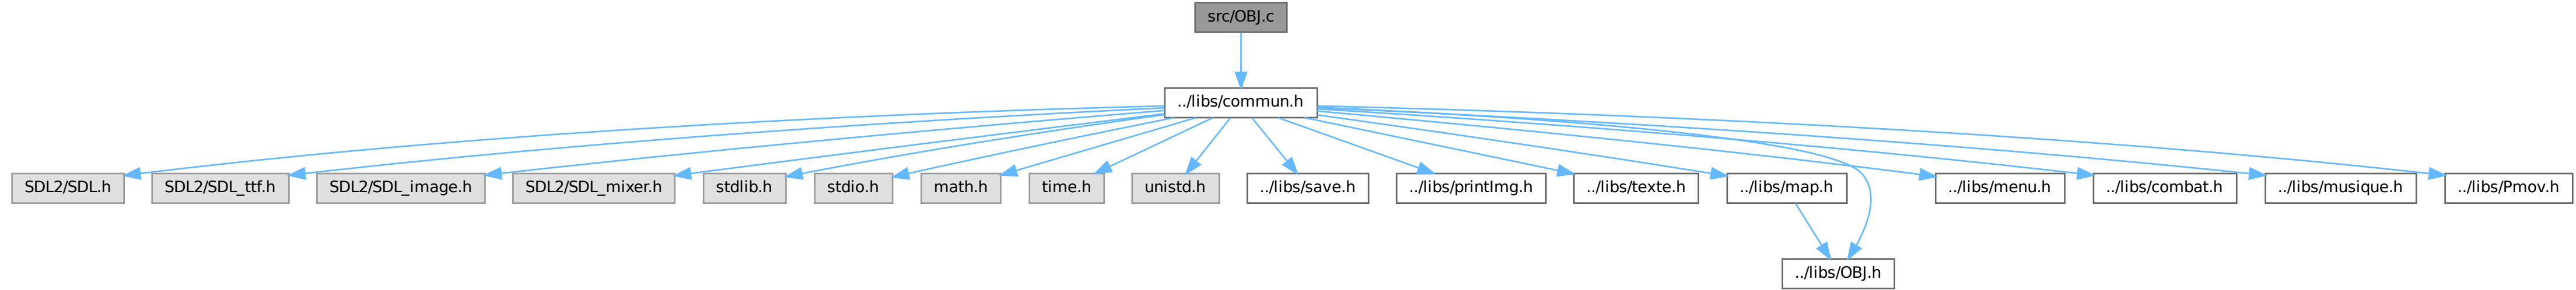 src/OBJ.c
../libs/commun.h
SDL2/SDL.h
SDL2/SDL_ttf.h
SDL2/SDL_image.h
SDL2/SDL_mixer.h
stdlib.h
stdio.h
math.h
time.h
unistd.h
../libs/save.h
../libs/printImg.h
../libs/texte.h
../libs/map.h
../libs/menu.h
../libs/combat.h
../libs/musique.h
../libs/Pmov.h
../libs/OBJ.h